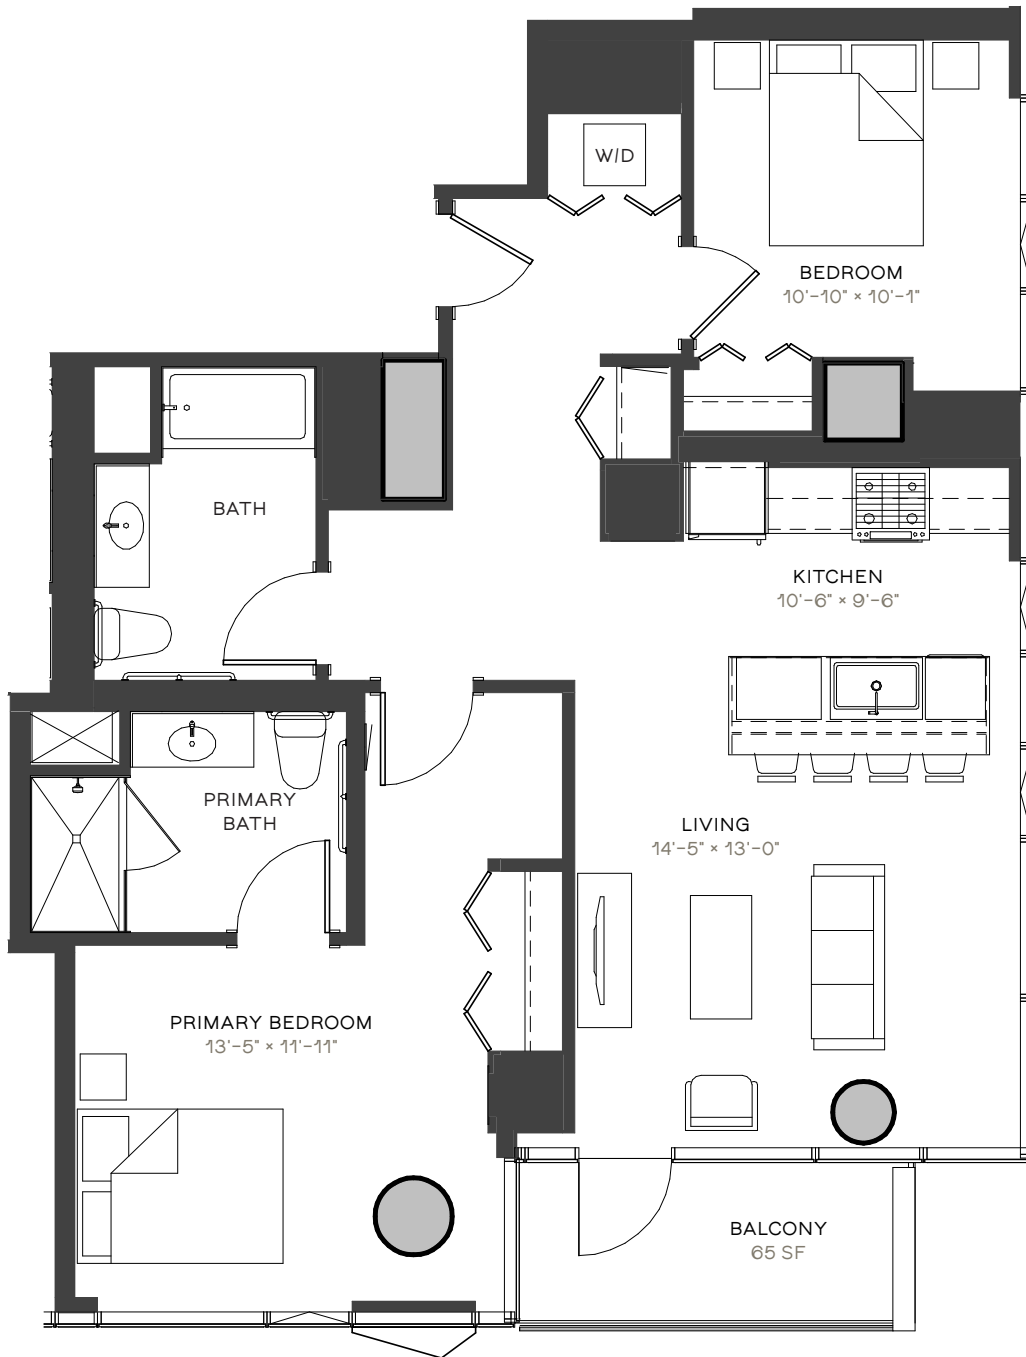 W/D
BEDROOM
10'-10" × 10'-1"
BATH
KITCHEN
10'-6" × 9'-6"
PRIMARY
BATH
LIVING
14'-5" × 13'-0"
PRIMARY BEDROOM
13'-5" × 11'-11"
BALCONY
65 SF